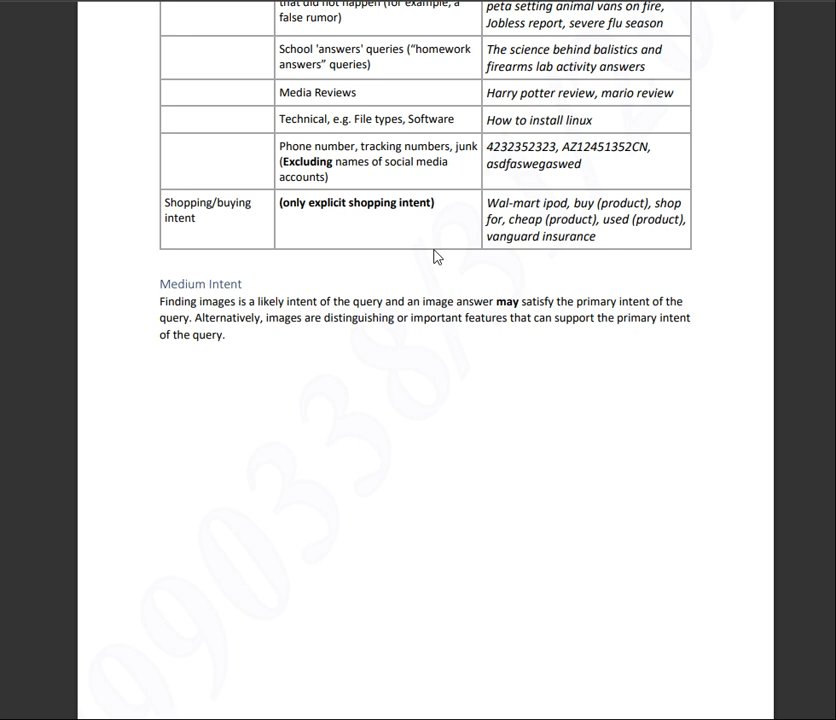 that did not happen (for example, a
false rumor)
peta setting animal vans on fire,
Jobless report, severe flu season
School 'answers' queries (“homework
answers” queries)
The science behind balistics and
firearms lab activity answers
Media Reviews
Harry potter review, mario review
Technical, e.g. File types, Software
How to install linux
Phone number, tracking numbers, junk
(Excluding names of social media
accounts)
4232352323, AZ12451352CN,
asdfaswegaswed
Shopping/buying
intent
(only explicit shopping intent)
Wal-mart ipod, buy (product), shop
for, cheap (product), used (product),
vanguard insurance
Medium Intent
Finding images is a likely intent of the query and an image answer may satisfy the primary intent of the
query. Alternatively, images are distinguishing or important features that can support the primary intent
of the query.